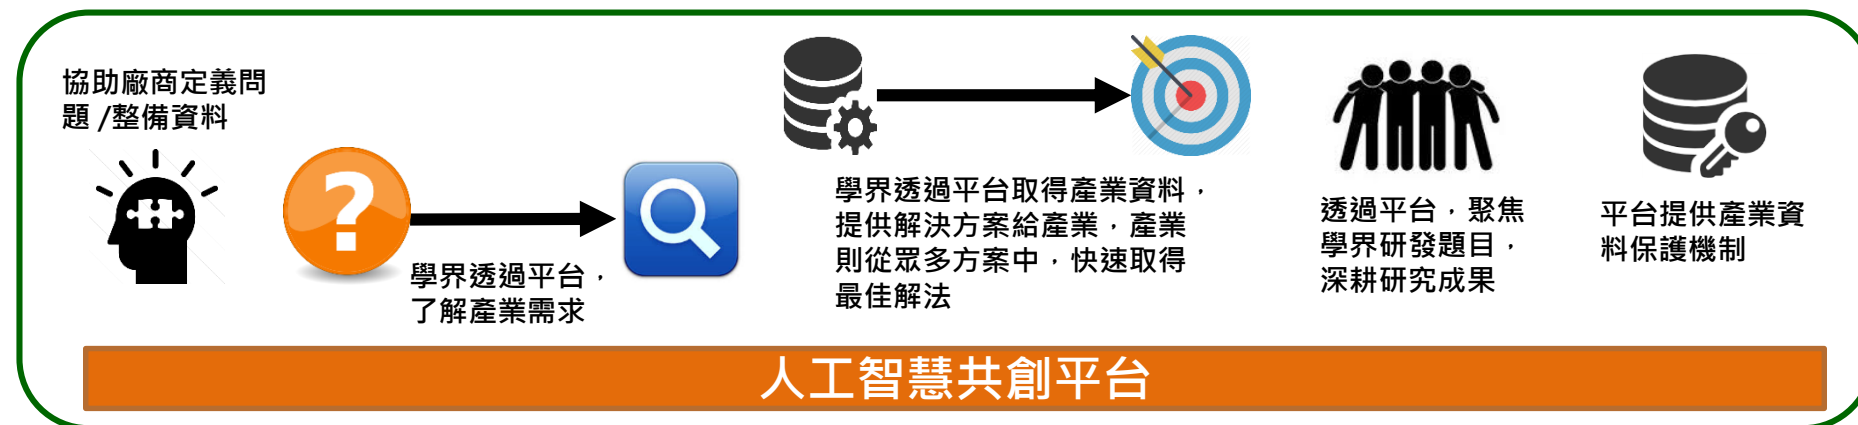 協助廠商定義問
題 /整備資料
?
學界透過平台，
了解產業需求
學界透過平台取得產業資料，
提供解決方案給產業，產業
則從眾多方案中，快速取得
最佳解法
透過平台，聚焦
學界研發題目，
深耕研究成果
平台提供產業資
料保護機制
人工智慧共創平台